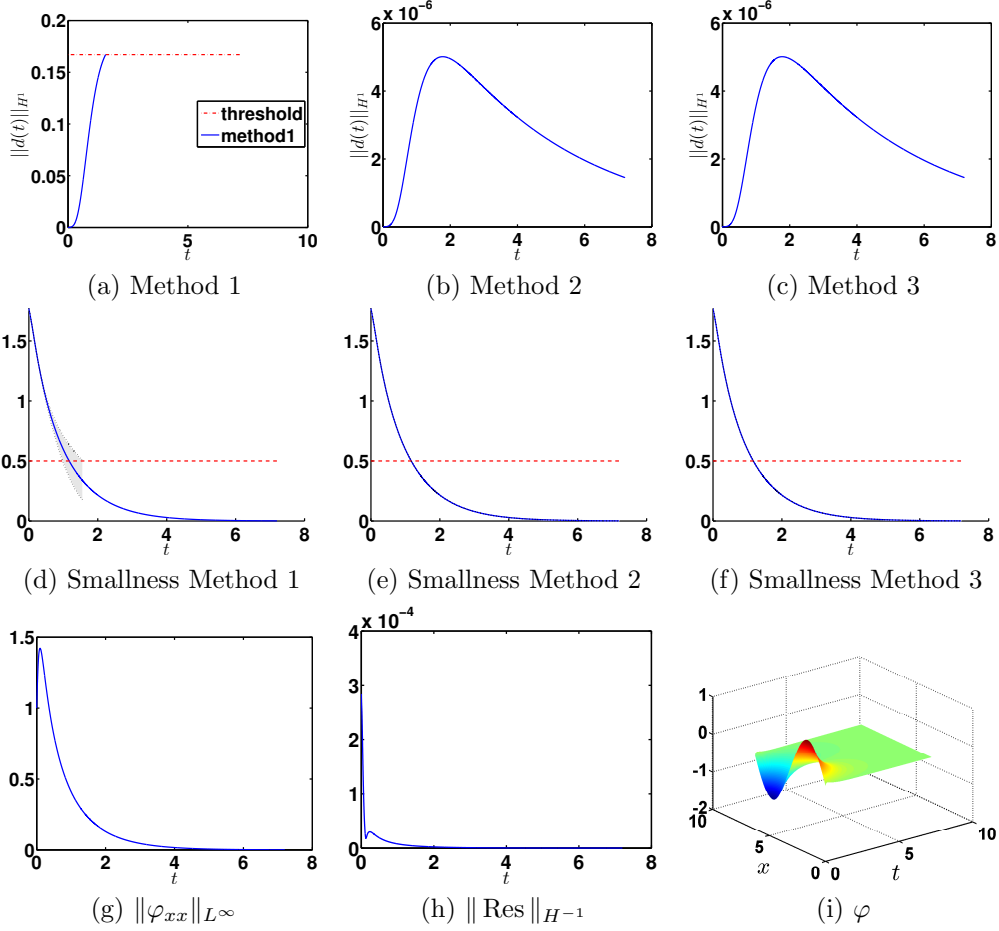 0.2
0.15
0.1
0.05
0
0
5
10
||d(t)||_{H^1}
t
threshold
method1
(a) Method 1
6 x 10^{-6}
4
2
0
0 2 4 6 8
||d(t)||_{H^1}
t
(b) Method 2
6 x 10^{-6}
4
2
0
0 2 4 6 8
||d(t)||_{H^1}
t
(c) Method 3
1.5
1
0.5
0
0 2 4 6 8
t
(d) Smallness Method 1
1.5
1
0.5
0
0 2 4 6 8
t
(e) Smallness Method 2
1.5
1
0.5
0
0 2 4 6 8
t
(f) Smallness Method 3
1.5
1
0.5
0
0 2 4 6 8
t
(g) ‖φ_{xx}‖_{L^∞}
4 x 10^{-4}
3
2
1
0
0 2 4 6 8
t
(h) ‖ Res ‖_{H^{-1}}
1
0
-1
-2
10
5
0
x
0
5
10
t
(i) φ